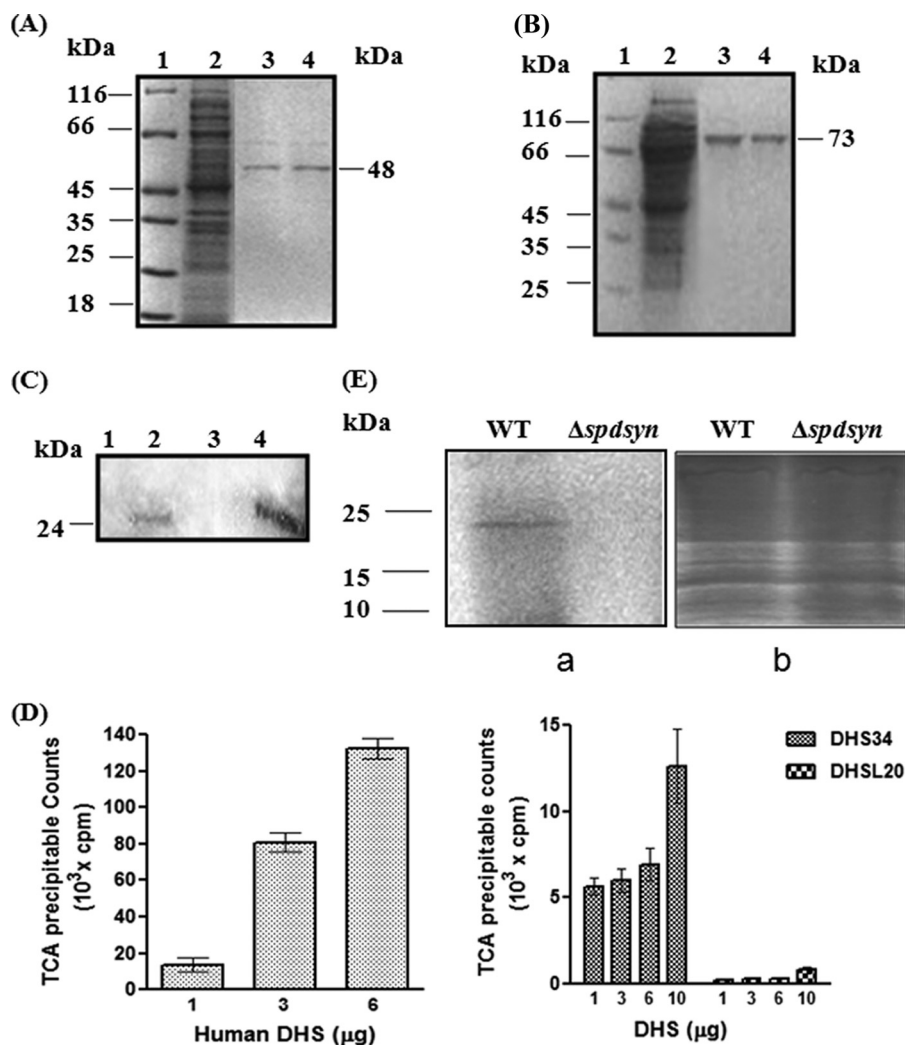 (A)
kDa
1 2 3 4
kDa
116
66
45
35
25
18
48
(B)
kDa
1 2 3 4
kDa
116
66
45
35
25
73
(C)
kDa
1 2 3 4
24
(E)
kDa
WT Δspdsyn
WT Δspdsyn
25
15
10
a
b
(D)
TCA precipitable Counts
(10³x cpm)
140
120
100
80
60
40
20
0
1 3 6
Human DHS (μg)
TCA precipitable counts
(10³ x cpm)
15
10
5
0
DHS34
DHSL20
1 3 6 10 1 3 6 10
DHS (μg)